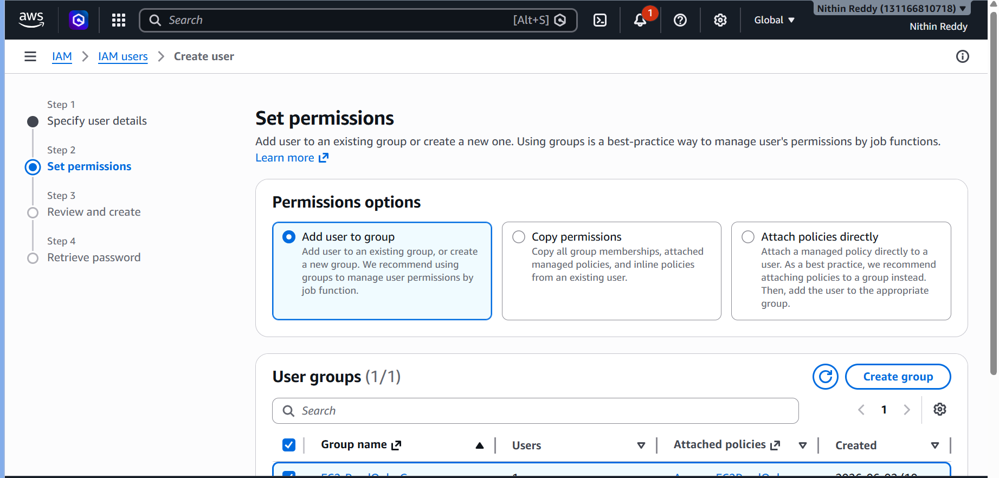 aws
Search
[Alt+S]
1
Global
Nithin Reddy (131166810718)
Nithin Reddy
IAM
IAM users
Create user
Step 1
Specify user details
Step 2
Set permissions
Step 3
Review and create
Step 4
Retrieve password
Set permissions
Add user to an existing group or create a new one. Using groups is a best-practice way to manage user's permissions by job functions.
Learn more
Permissions options
Add user to group
Add user to an existing group, or create
a new group. We recommend using
groups to manage user permissions by
job function.
Copy permissions
Copy all group memberships, attached
managed policies, and inline policies
from an existing user.
Attach policies directly
Attach a managed policy directly to a
user. As a best practice, we recommend
attaching policies to a group instead.
Then, add the user to the appropriate
group.
User groups (1/1)
Create group
Search
1
Group name
Users
Attached policies
Created